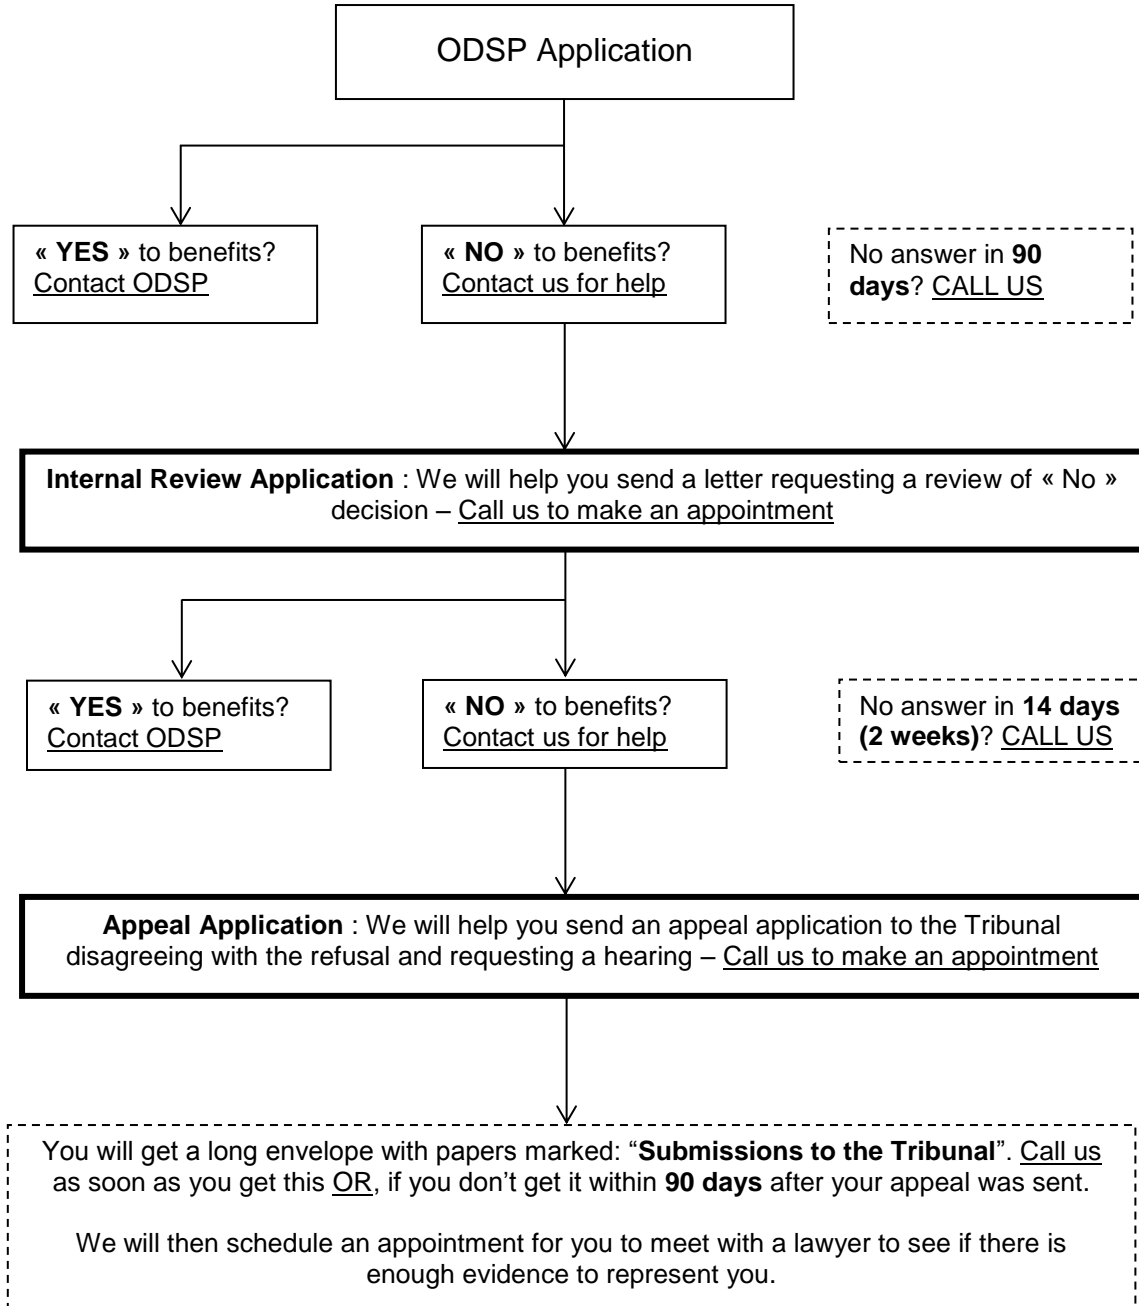 ODSP Application
« YES » to benefits?
Contact ODSP
« NO » to benefits?
Contact us for help
No answer in 90
days? CALL US
Internal Review Application : We will help you send a letter requesting a review of « No »
decision – Call us to make an appointment
« YES » to benefits?
Contact ODSP
« NO » to benefits?
Contact us for help
No answer in 14 days
(2 weeks)? CALL US
Appeal Application : We will help you send an appeal application to the Tribunal
disagreeing with the refusal and requesting a hearing – Call us to make an appointment
You will get a long envelope with papers marked: “Submissions to the Tribunal”. Call us
as soon as you get this OR, if you don’t get it within 90 days after your appeal was sent.
We will then schedule an appointment for you to meet with a lawyer to see if there is
enough evidence to represent you.